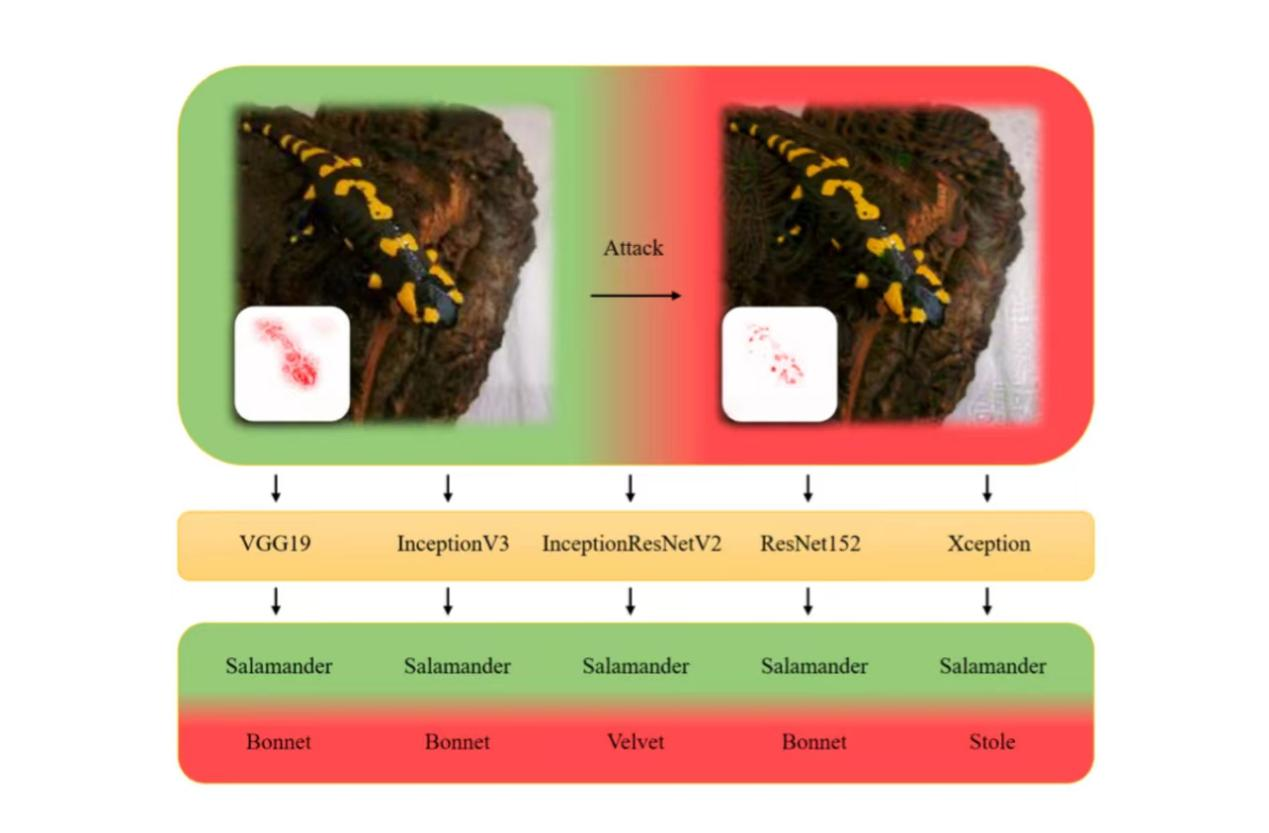 Attack
VGG19 InceptionV3 InceptionResNetV2 ResNet152 Xception
Salamander Salamander Salamander Salamander Salamander
Bonnet Bonnet Velvet Bonnet Stole